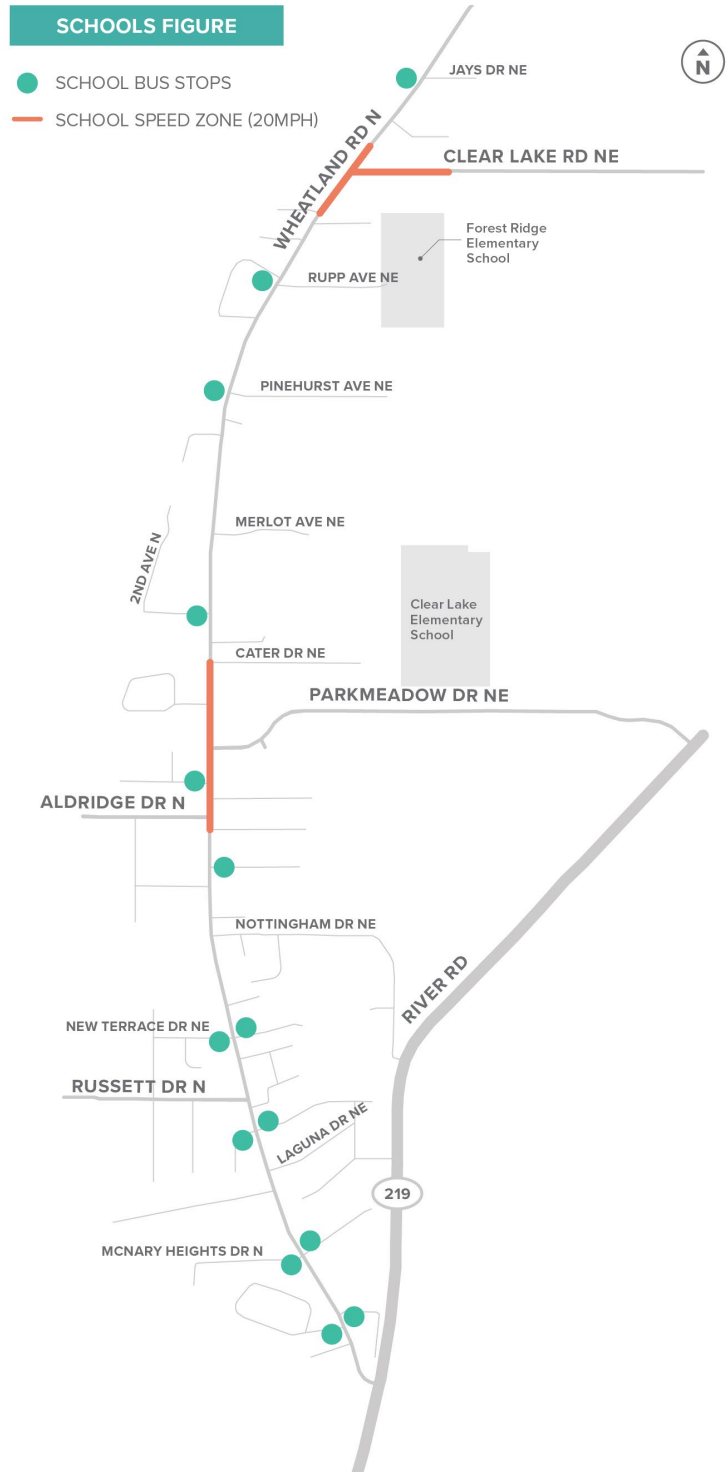 SCHOOLS FIGURE
SCHOOL BUS STOPS
SCHOOL SPEED ZONE (20MPH)
N
JAYS DR NE
WHEATLAND RD N
CLEAR LAKE RD NE
Forest Ridge
Elementary
School
RUPP AVE NE
PINEHURST AVE NE
MERLOT AVE NE
2ND AVE N
Clear Lake
Elementary
School
CATER DR NE
PARKMEADOW DR NE
ALDRIDGE DR N
NOTTINGHAM DR NE
RIVER RD
NEW TERRACE DR NE
RUSSETT DR N
LAGUNA DR NE
219
MCNARY HEIGHTS DR N